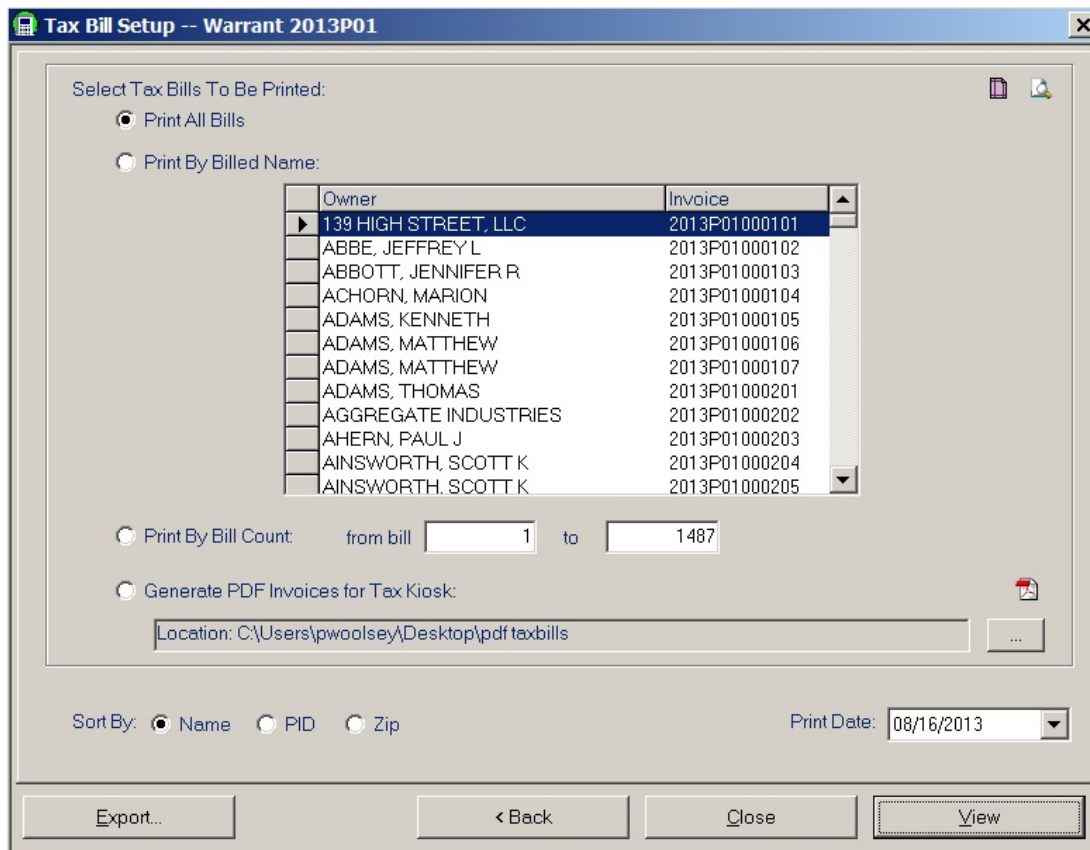 Tax Bill Setup -- Warrant 2013P01
Select Tax Bills To Be Printed:
Print All Bills
Print By Billed Name:
Owner Invoice
139 HIGH STREET, LLC 2013P01000101
ABBE, JEFFREY L 2013P01000102
ABBOTT, JENNIFER R 2013P01000103
ACHORN, MARION 2013P01000104
ADAMS, KENNETH 2013P01000105
ADAMS, MATTHEW 2013P01000106
ADAMS, MATTHEW 2013P01000107
ADAMS, THOMAS 2013P01000201
AGGREGATE INDUSTRIES 2013P01000202
AHERN, PAUL J 2013P01000203
AINSWORTH, SCOTT K 2013P01000204
AINSWORTH, SCOTT K 2013P01000205
Print By Bill Count: from bill 1 to 1487
Generate PDF Invoices for Tax Kiosk:
Location: C:\Users\pwoolsey\Desktop\pdf taxbills ...
Sort By: Name PID Zip Print Date: 08/16/2013
Export... < Back Close View